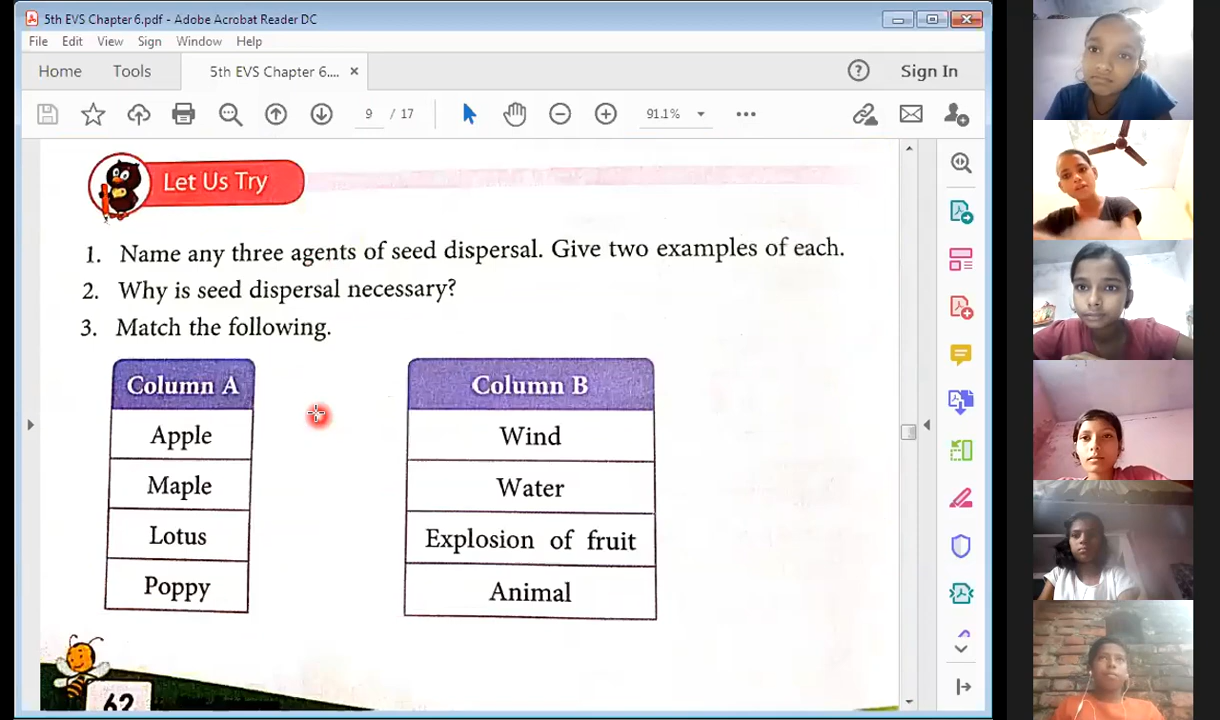 5th EVS Chapter 6.pdf - Adobe Acrobat Reader DC
File Edit View Sign Window Help
Home Tools 5th EVS Chapter 6.... Sign In
9 / 17 91.1%
Let Us Try
1. Name any three agents of seed dispersal. Give two examples of each.
2. Why is seed dispersal necessary?
3. Match the following.
Column A Column B
Apple Wind
Maple Water
Lotus Explosion of fruit
Poppy Animal
62